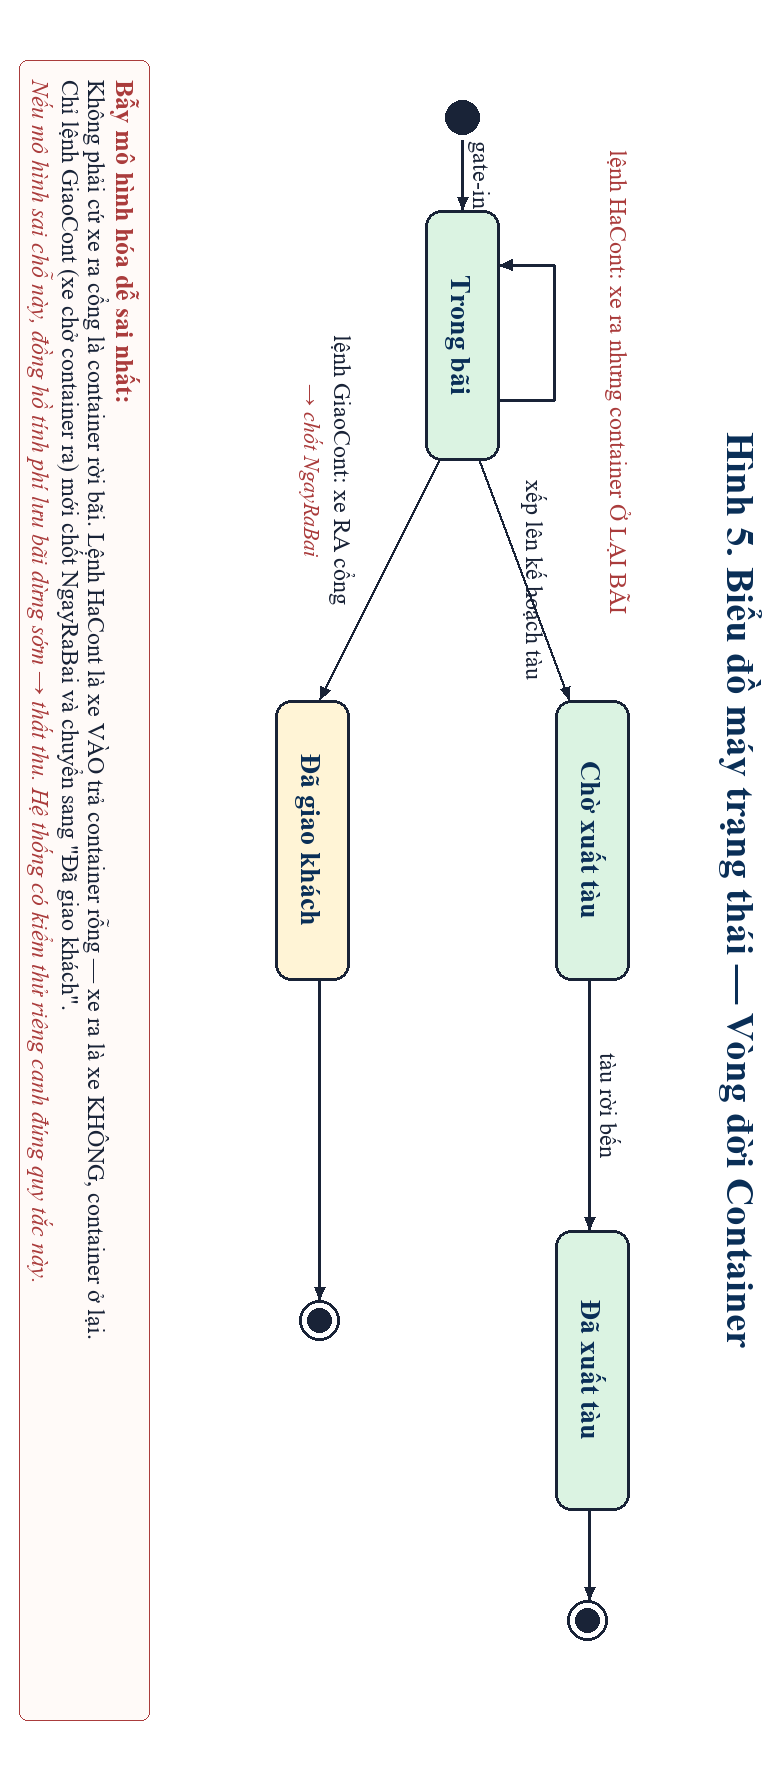 Hình 5. Biểu đồ máy trạng thái — Vòng đời Container
lệnh HaCont: xe ra nhưng container Ở LẠI BÃI
gate-in
Trong bãi
xếp lên kế hoạch tàu
Chờ xuất tàu
tàu rời bến
Đã xuất tàu
lệnh GiaoCont: xe RA cổng
→ chốt NgayRaBai
Đã giao khách
Bẫy mô hình hóa dễ sai nhất:
Không phải cứ xe ra cổng là container rời bãi. Lệnh HaCont là xe VÀO trả container rỗng — xe ra là xe KHÔNG, container ở lại.
Chỉ lệnh GiaoCont (xe chở container ra) mới chốt NgayRaBai và chuyển sang "Đã giao khách".
Nếu mô hình sai chỗ này, đồng hồ tính phí lưu bãi dừng sớm → thất thu. Hệ thống có kiểm thử riêng canh đúng quy tắc này.